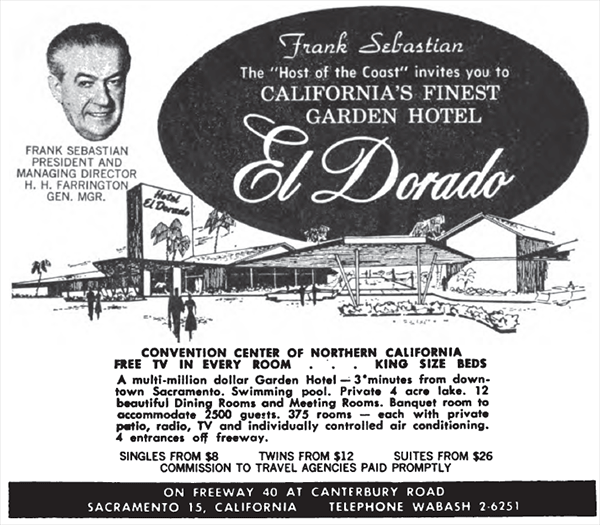 Frank Sebastian
The "Host of the Coast" invites you to
CALIFORNIA'S FINEST
GARDEN HOTEL
El Dorado
FRANK SEBASTIAN
PRESIDENT AND
MANAGING DIRECTOR
H. H. FARRINGTON
GEN. MGR.
Hotel
El Dorado
CONVENTION CENTER OF NORTHERN CALIFORNIA
FREE TV IN EVERY ROOM . . . KING SIZE BEDS
A multi-million dollar Garden Hotel — 3 minutes from down-
town Sacramento. Swimming pool. Private 4 acre lake. 12
beautiful Dining Rooms and Meeting Rooms. Banquet room to
accommodate 2500 guests. 375 rooms — each with private
patio, radio, TV and individually controlled air conditioning.
4 entrances off freeway.
SINGLES FROM $8 TWINS FROM $12 SUITES FROM $26
COMMISSION TO TRAVEL AGENCIES PAID PROMPTLY
ON FREEWAY 40 AT CANTERBURY ROAD
SACRAMENTO 15, CALIFORNIA TELEPHONE WABASH 2-6251